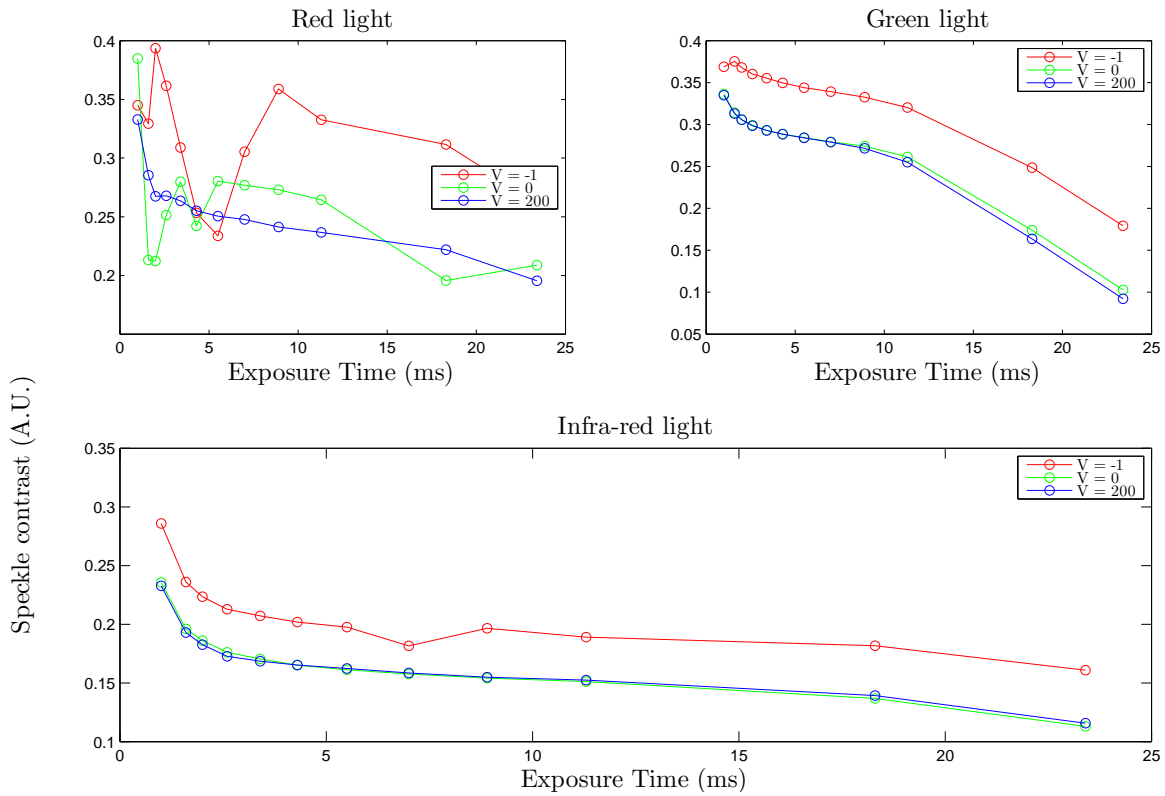 Red light
0.4
0.35
0.3
0.25
0.2
0 5 10 15 20 25
V = -1
V = 0
V = 200
Exposure Time (ms)
Green light
0.4
0.35
0.3
0.25
0.2
0.15
0.1
0.05
0 5 10 15 20 25
V = -1
V = 0
V = 200
Exposure Time (ms)
Speckle contrast (A.U.)
Infra-red light
0.35
0.3
0.25
0.2
0.15
0.1
0 5 10 15 20 25
V = -1
V = 0
V = 200
Exposure Time (ms)